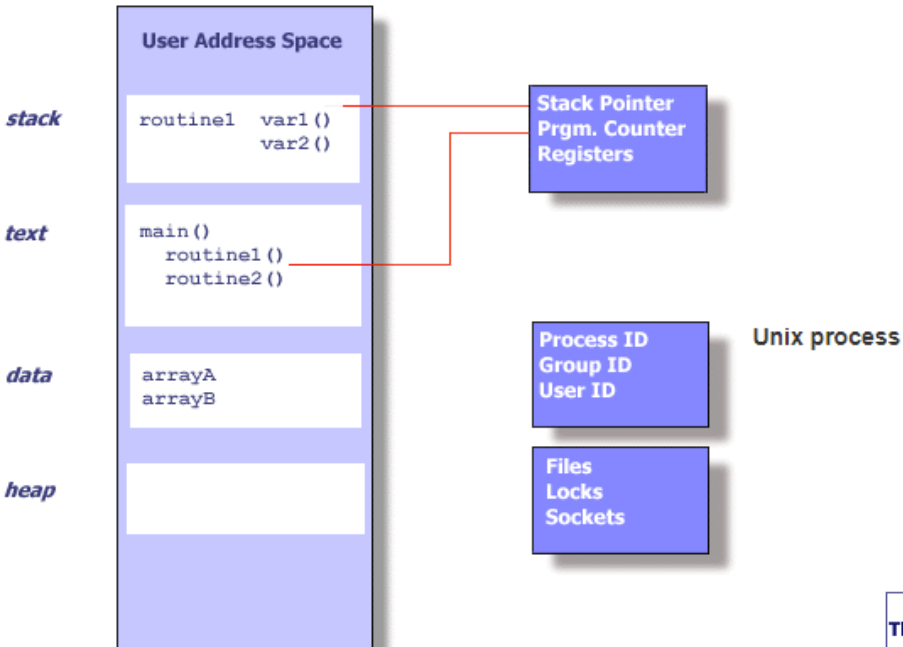 User Address Space
stack
routine1 var1()
var2()
text
main()
routine1()
routine2()
data
arrayA
arrayB
heap
Stack Pointer
Prgm. Counter
Registers
Process ID
Group ID
User ID
Unix process
Files
Locks
Sockets